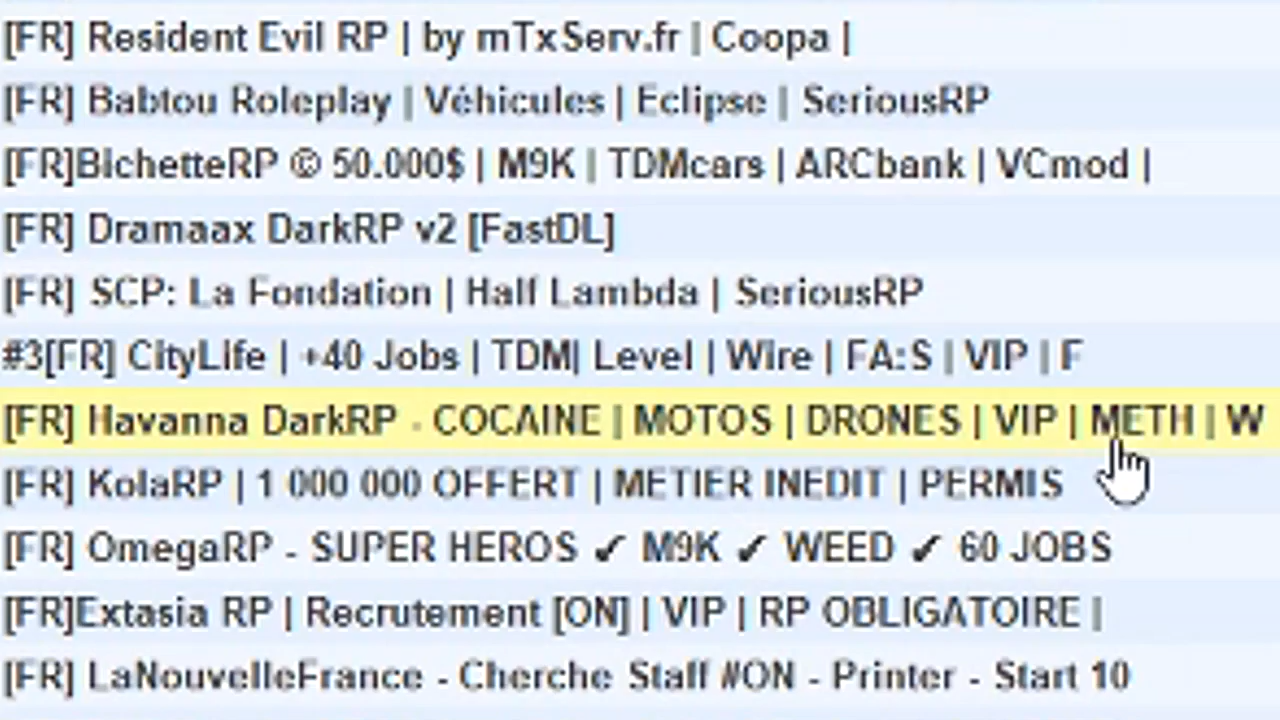 [FR] Resident Evil RP | by mTxServ.fr | Coopa |
[FR] Babtou Roleplay | Véhicules | Eclipse | SeriousRP
[FR]BichetteRP © 50.000$ | M9K | TDMcars | ARCbank | VCmod |
[FR] Dramaax DarkRP v2 [FastDL]
[FR] SCP: La Fondation | Half Lambda | SeriousRP
#3[FR] CityLife | +40 Jobs | TDM| Level | Wire | FA:S | VIP | F
[FR] Havanna DarkRP - COCAINE | MOTOS | DRONES | VIP | METH | W
[FR] KolaRP | 1 000 000 OFFERT | METIER INEDIT | PERMIS
[FR] OmegaRP - SUPER HEROS ✔ M9K ✔ WEED ✔ 60 JOBS
[FR]Extasia RP | Recrutement [ON] | VIP | RP OBLIGATOIRE |
[FR] LaNouvelleFrance - Cherche Staff #ON - Printer - Start 10